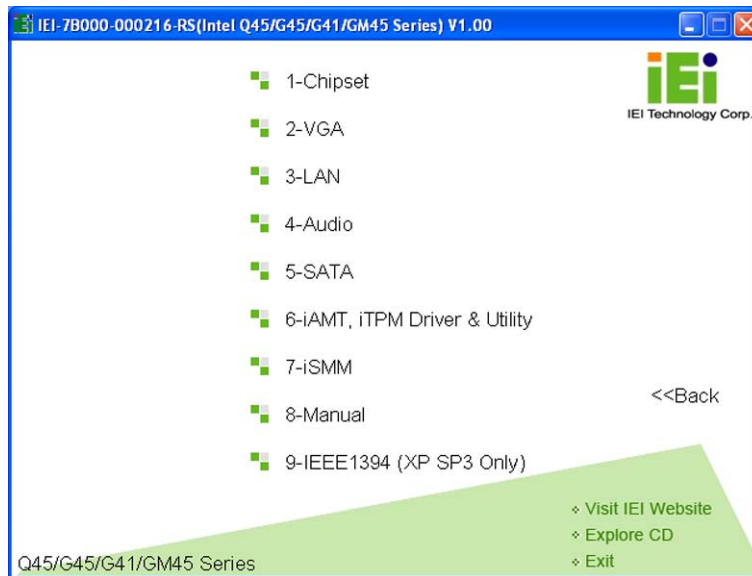 IEI-7B000-000216-RS(Intel Q45/G45/G41/GM45 Series) V1.00
iEi
IEI Technology Corp.
1-Chipset
2-VGA
3-LAN
4-Audio
5-SATA
6-iAMT, iTPM Driver & Utility
7-iSMM
8-Manual
9-IEEE1394 (XP SP3 Only)
<<Back
Visit IEI Website
Explore CD
Exit
Q45/G45/G41/GM45 Series